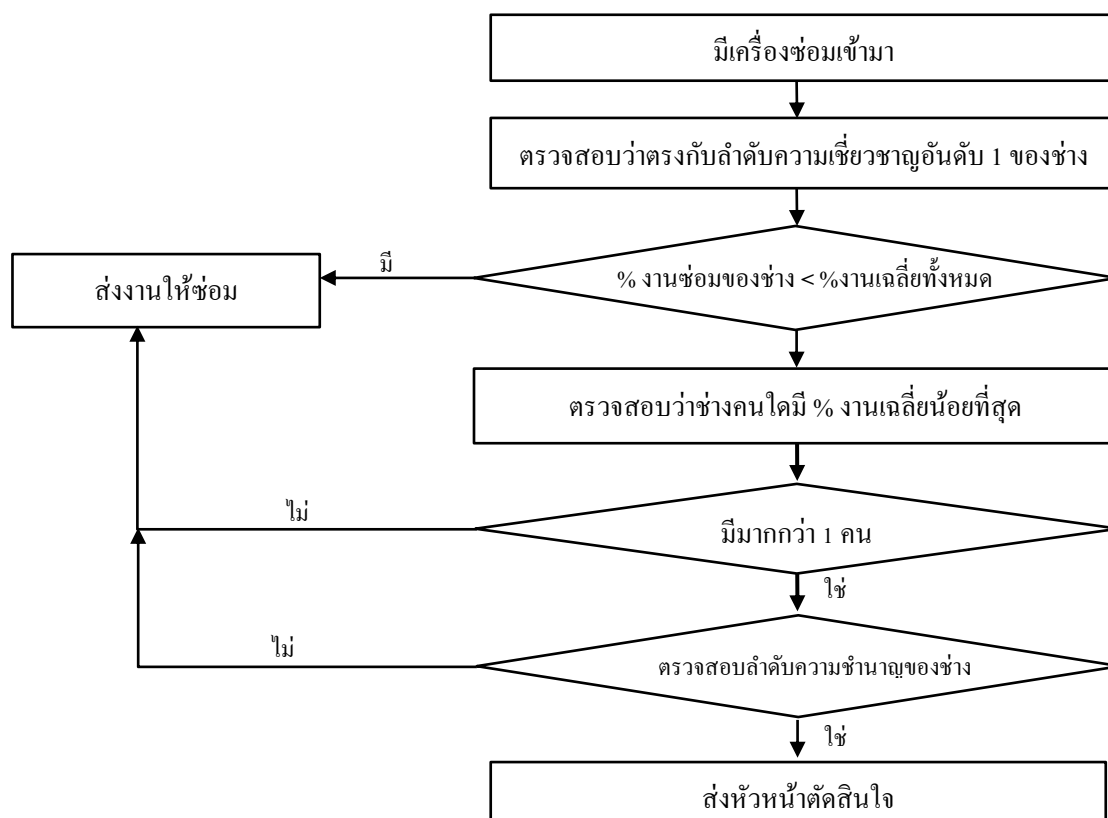 มีเครื่องซ่อมเข้ามา
ตรวจสอบว่าตรงกับลำดับความเชี่ยวชาญอันดับ 1 ของช่าง
มี
% งานซ่อมของช่าง < %งานเฉลี่ยทั้งหมด
ส่งงานให้ซ่อม
ตรวจสอบว่าช่างคนใดมี % งานเฉลี่ยน้อยที่สุด
ไม่
มีมากกว่า 1 คน
ใช่
ไม่
ตรวจสอบลำดับความชำนาญของช่าง
ใช่
ส่งหัวหน้าตัดสินใจ